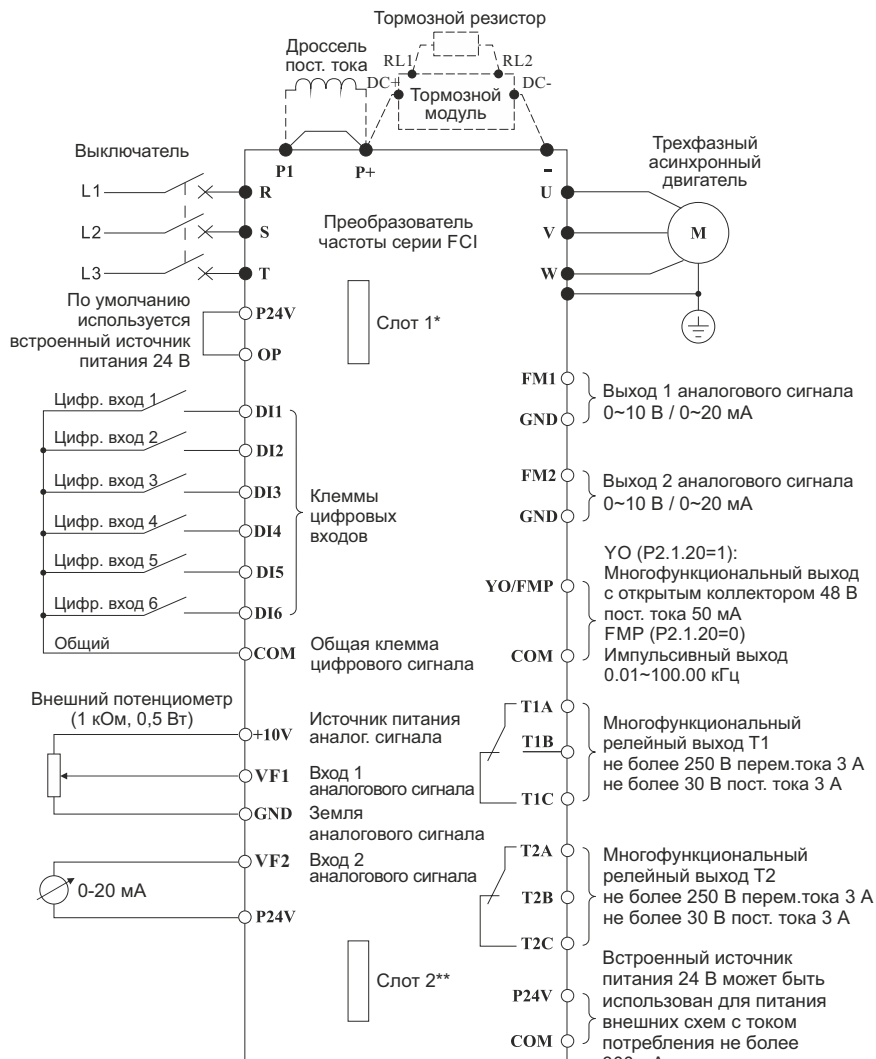 Тормозной резистор
Дроссель
пост. тока
RL1
RL2
DC+
DC-
Тормозной
модуль
Выключатель
P1
P+
-
Трехфазный
асинхронный
двигатель
L1
R
U
L2
S
Преобразователь
частоты серии FCI
V
M
L3
T
W
По умолчанию
используется
встроенный источник
питания 24 В
P24V
OP
Слот 1*
FM1
GND
Выход 1 аналогового сигнала
0~10 В / 0~20 мА
Цифр. вход 1
DI1
Цифр. вход 2
DI2
Цифр. вход 3
DI3
Цифр. вход 4
DI4
Цифр. вход 5
DI5
Цифр. вход 6
DI6
Клеммы
цифровых
входов
FM2
GND
Выход 2 аналогового сигнала
0~10 В / 0~20 мА
Общий
COM
Общая клемма
цифрового сигнала
YO/FMP
COM
YO (P2.1.20=1):
Многофункциональный выход
с открытым коллектором 48 В
пост. тока 50 мА
FMP (P2.1.20=0)
Импульсивный выход
0.01~100.00 кГц
Внешний потенциометр
(1 кОм, 0,5 Вт)
+10V
Источник питания
аналог. сигнала
VF1
Вход 1
аналогового сигнала
GND
Земля
аналогового сигнала
T1A
T1B
T1C
Многофункциональный
релейный выход T1
не более 250 В перем.тока 3 А
не более 30 В пост. тока 3 А
VF2
Вход 2
аналогового сигнала
0-20 мА
P24V
T2A
T2B
T2C
Многофункциональный
релейный выход T2
не более 250 В перем.тока 3 А
не более 30 В пост. тока 3 А
Слот 2**
P24V
COM
Встроенный источник
питания 24 В может быть
использован для питания
внешних схем с током
потребления не более